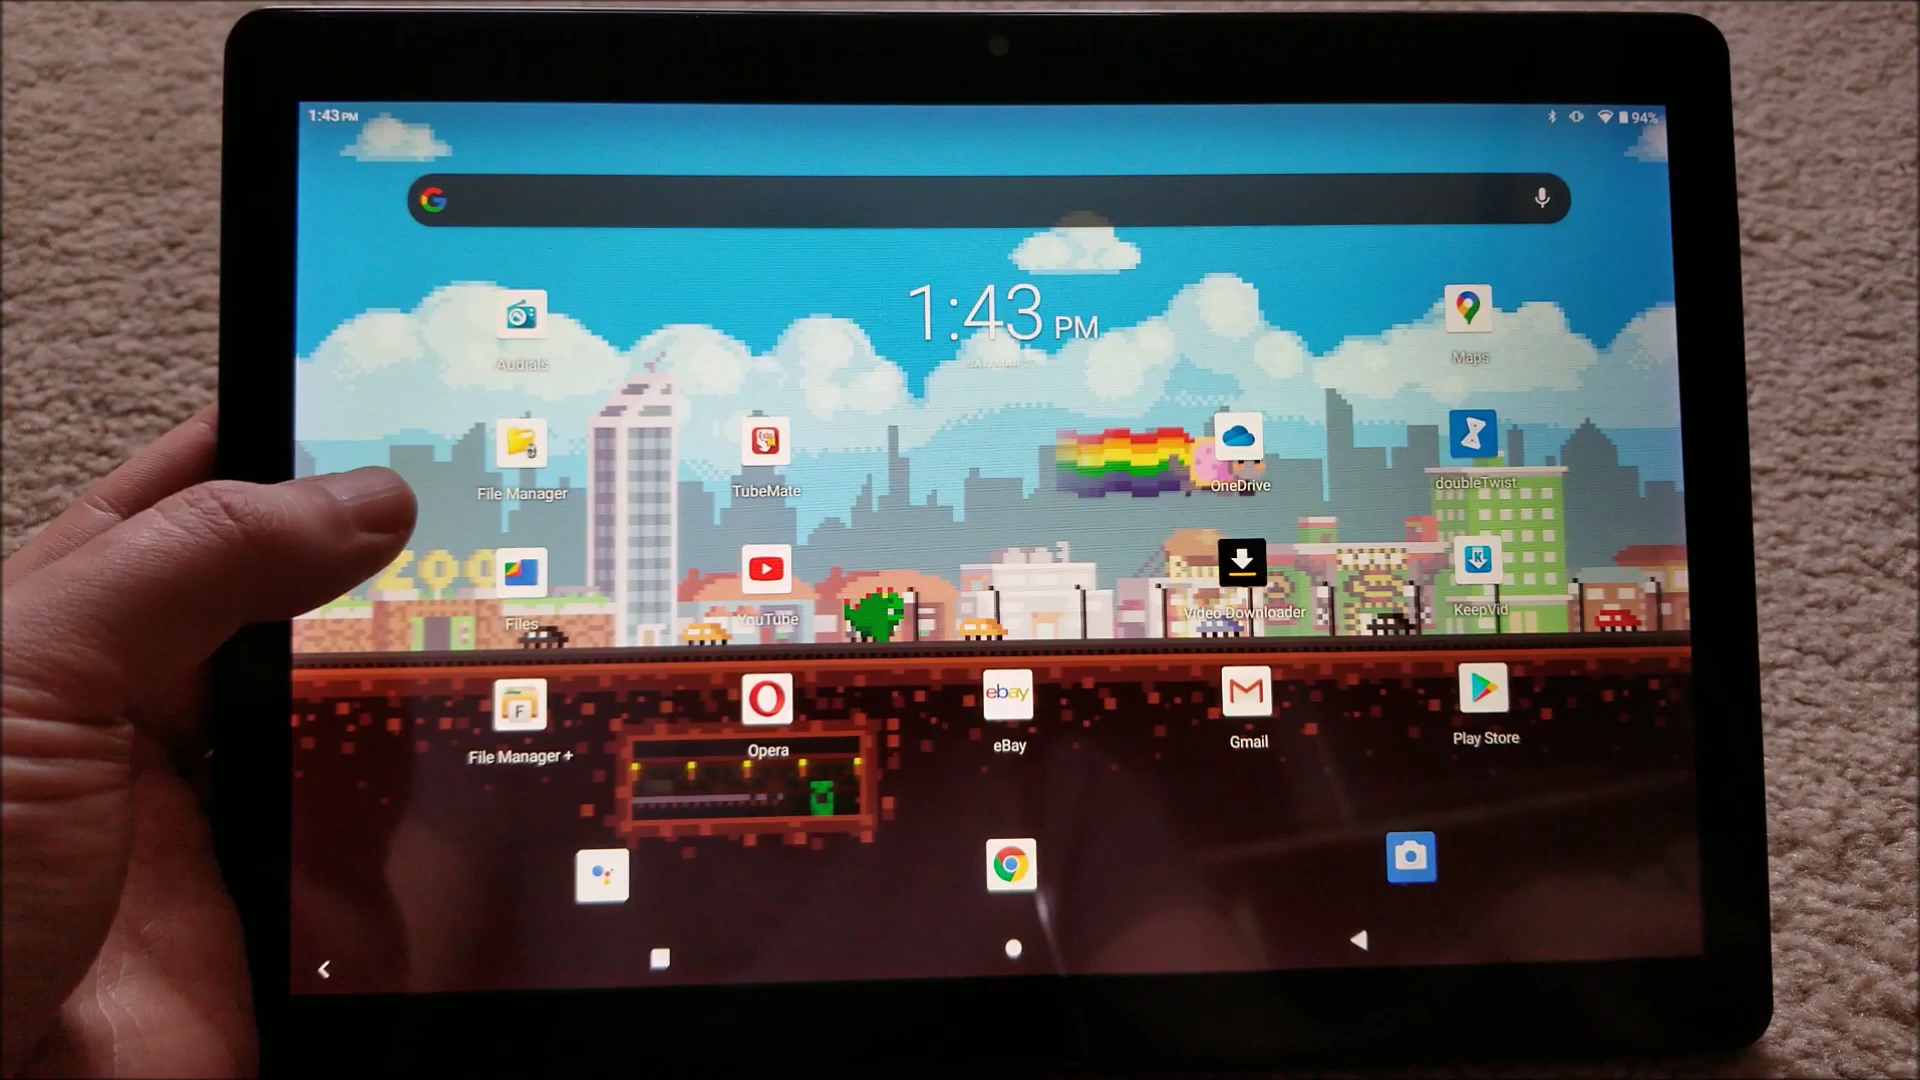 1:43 PM
94%
1:43 PM
Audials
Maps
File Manager
TubeMate
OneDrive
doubleTwist
ZOO
Files
YouTube
Video Downloader
KeepVid
F
File Manager +
Opera
ebay
eBay
Gmail
Play Store